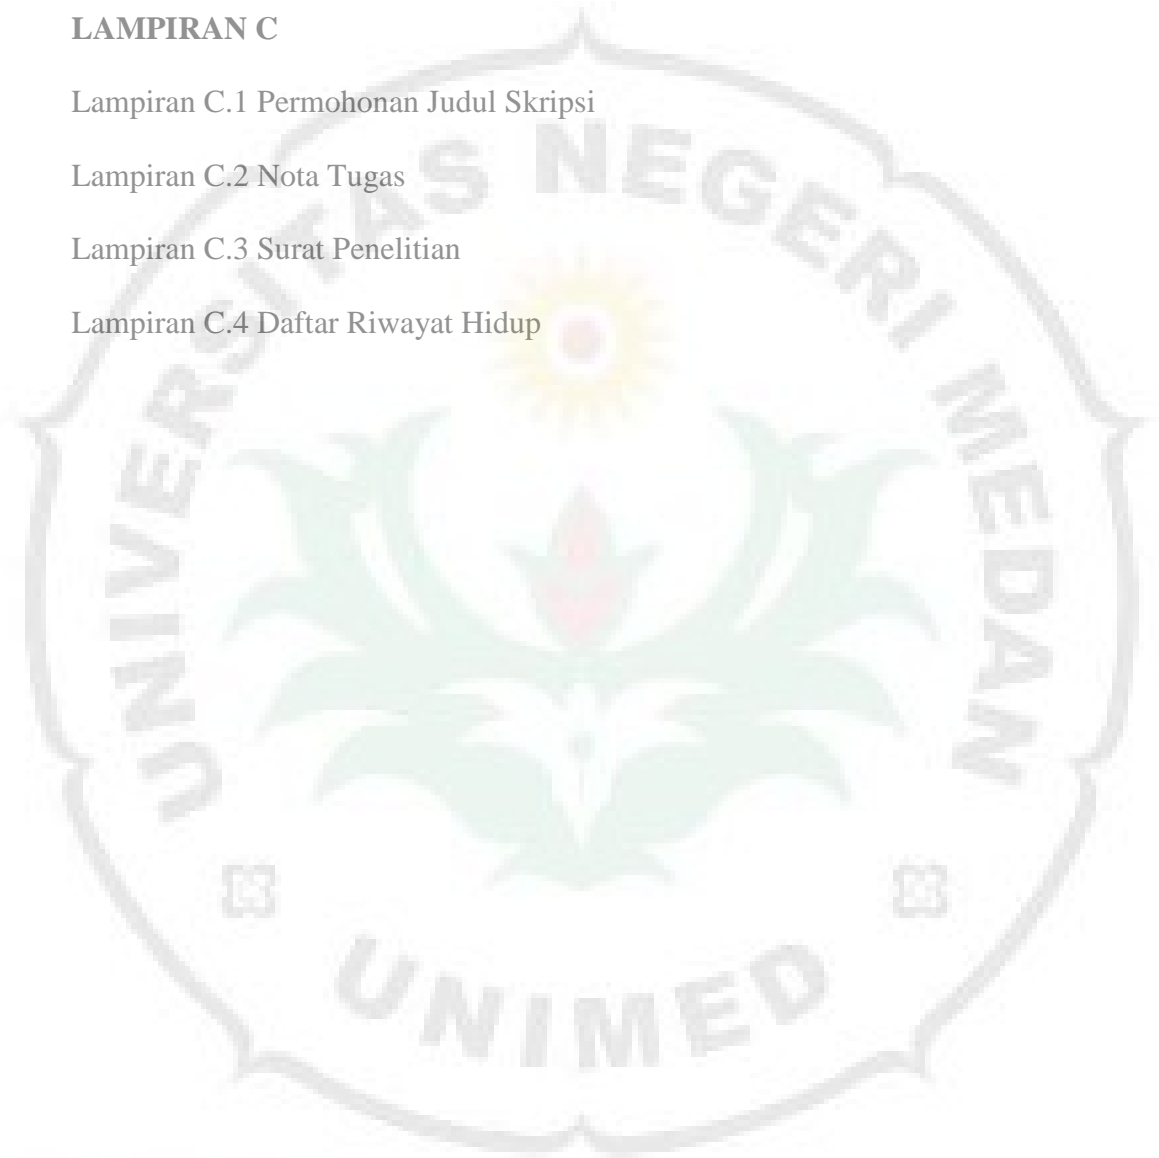 LAMPIRAN C
Lampiran C.1 Permohonan Judul Skripsi
Lampiran C.2 Nota Tugas
Lampiran C.3 Surat Penelitian
Lampiran C.4 Daftar Riwayat Hidup
UNIVERSITAS NEGERI MEDAN
UNIMED